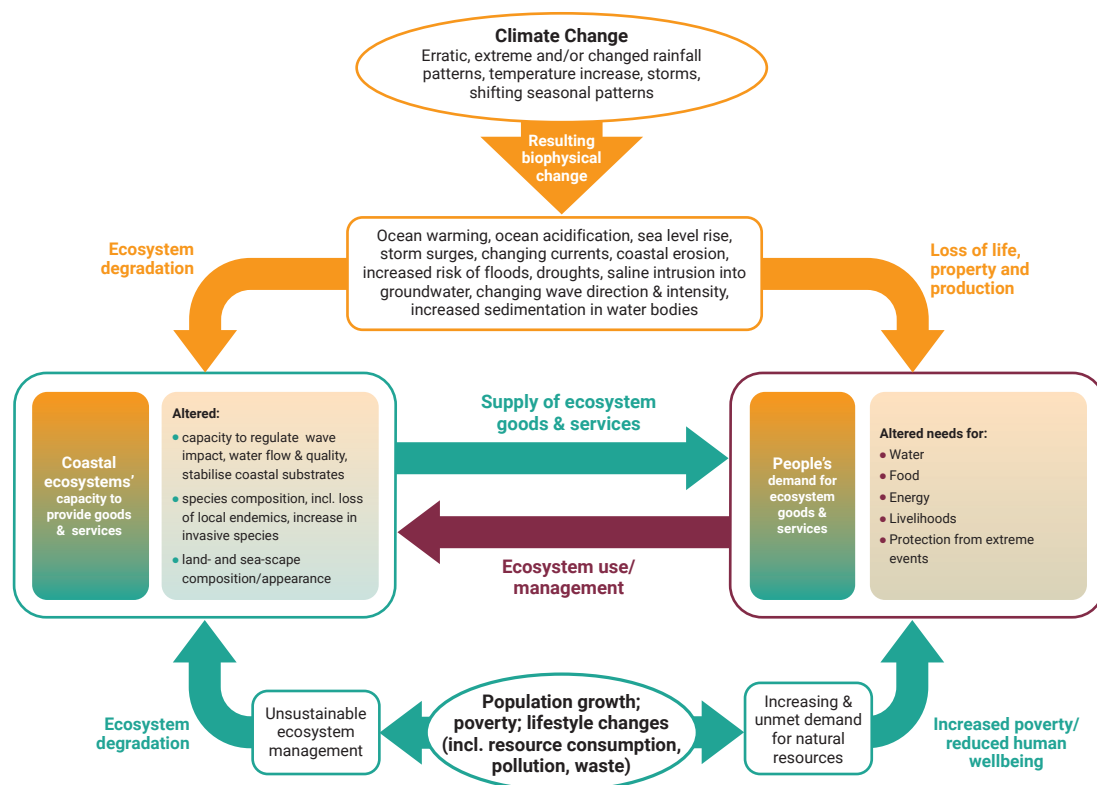 Climate Change
Erratic, extreme and/or changed rainfall
patterns, temperature increase, storms,
shifting seasonal patterns
Resulting
biophysical
change
Ecosystem
degradation
Ocean warming, ocean acidification, sea level rise,
storm surges, changing currents, coastal erosion,
increased risk of floods, droughts, saline intrusion into
groundwater, changing wave direction & intensity,
increased sedimentation in water bodies
Loss of life,
property and
production
Coastal
ecosystems’
capacity to
provide goods
& services
Altered:
• capacity to regulate wave
impact, water flow & quality,
stabilise coastal substrates
• species composition, incl. loss
of local endemics, increase in
invasive species
• land- and sea-scape
composition/appearance
Supply of ecosystem
goods & services
Ecosystem use/
management
People’s
demand for
ecosystem
goods &
services
Altered needs for:
• Water
• Food
• Energy
• Livelihoods
• Protection from extreme
events
Ecosystem
degradation
Unsustainable
ecosystem
management
Population growth;
poverty; lifestyle changes
(incl. resource consumption,
pollution, waste)
Increasing &
unmet demand
for natural
resources
Increased poverty/
reduced human
wellbeing